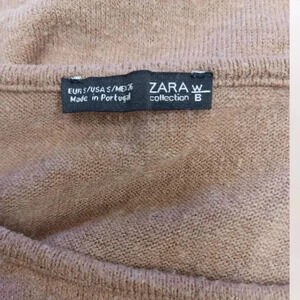 EUR S/USA S/MEX 26
Made in Portugal
ZARA W/B
collection